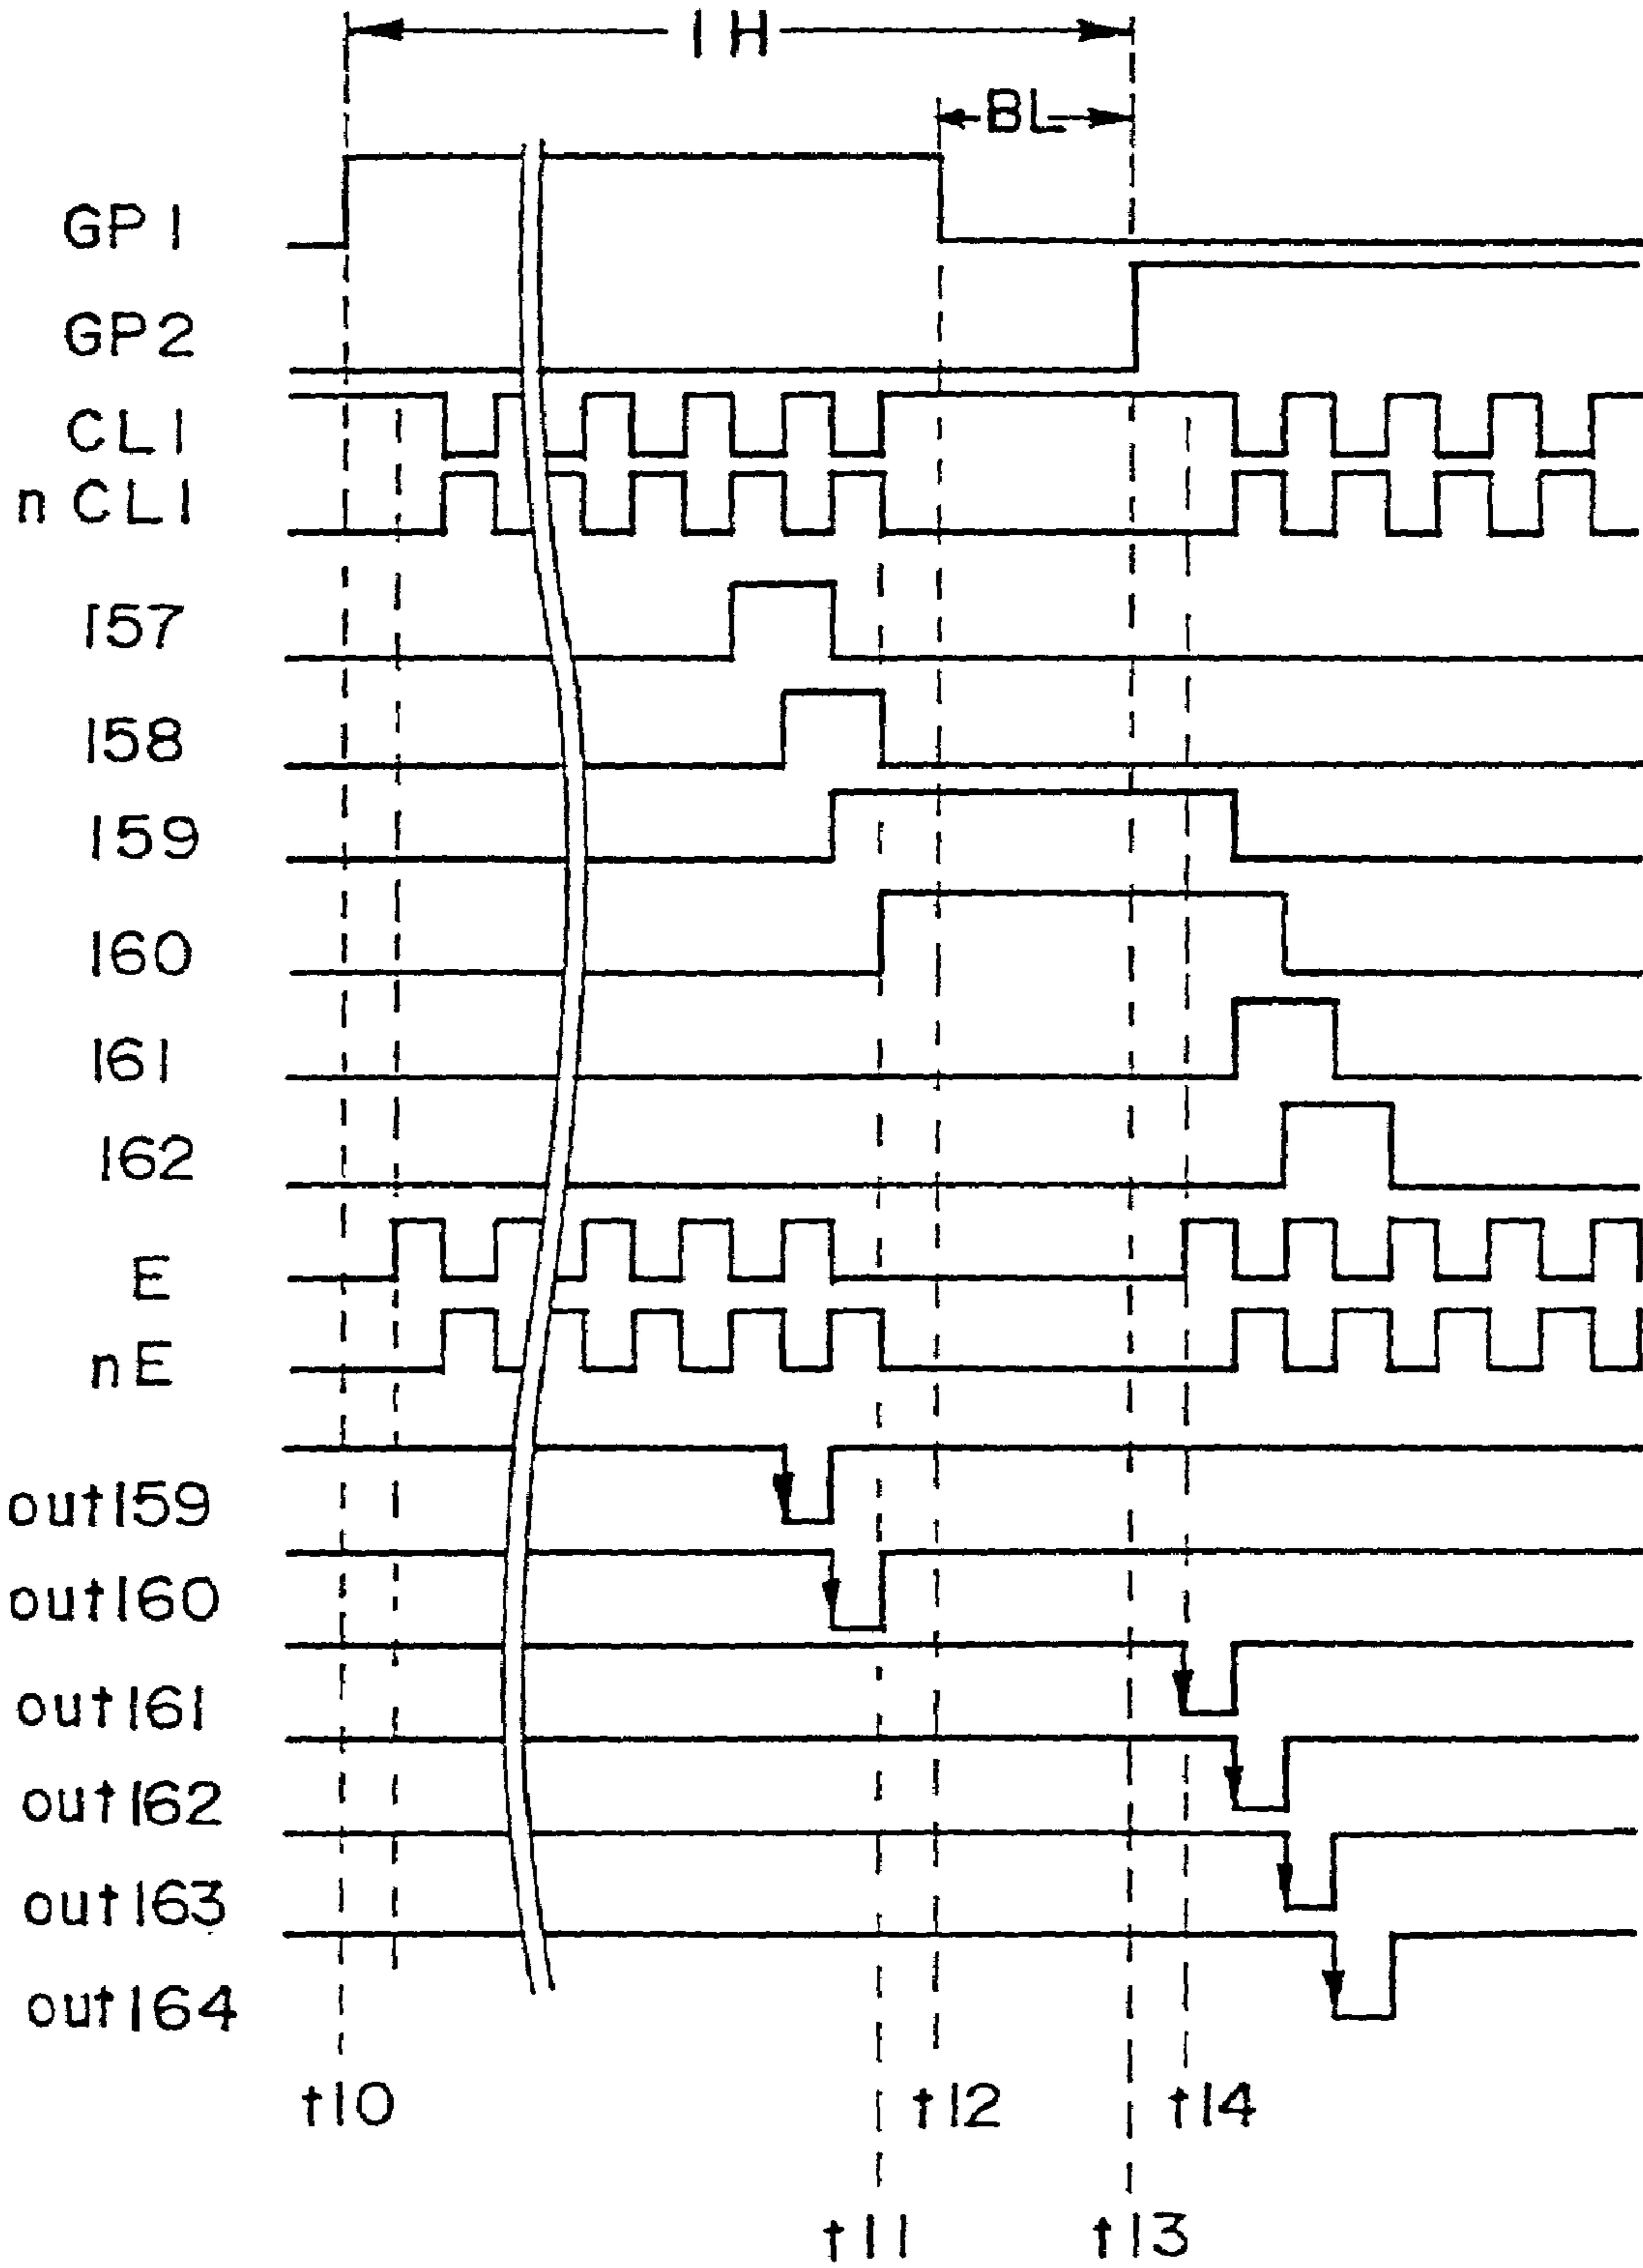 1H
BL
GP1
GP2
CL1
nCL1
157
158
159
160
161
162
E
nE
out159
out160
out161
out162
out163
out164
t10 t12 t14
t11 t13